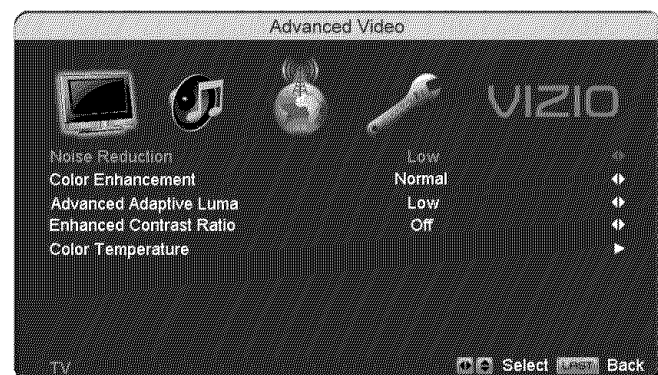 Advanced Video
VIZIO
Noise Reduction Low
Color Enhancement Normal
Advanced Adaptive Luma Low
Enhanced Contrast Ratio Off
Color Temperature
TV Select LAST Back